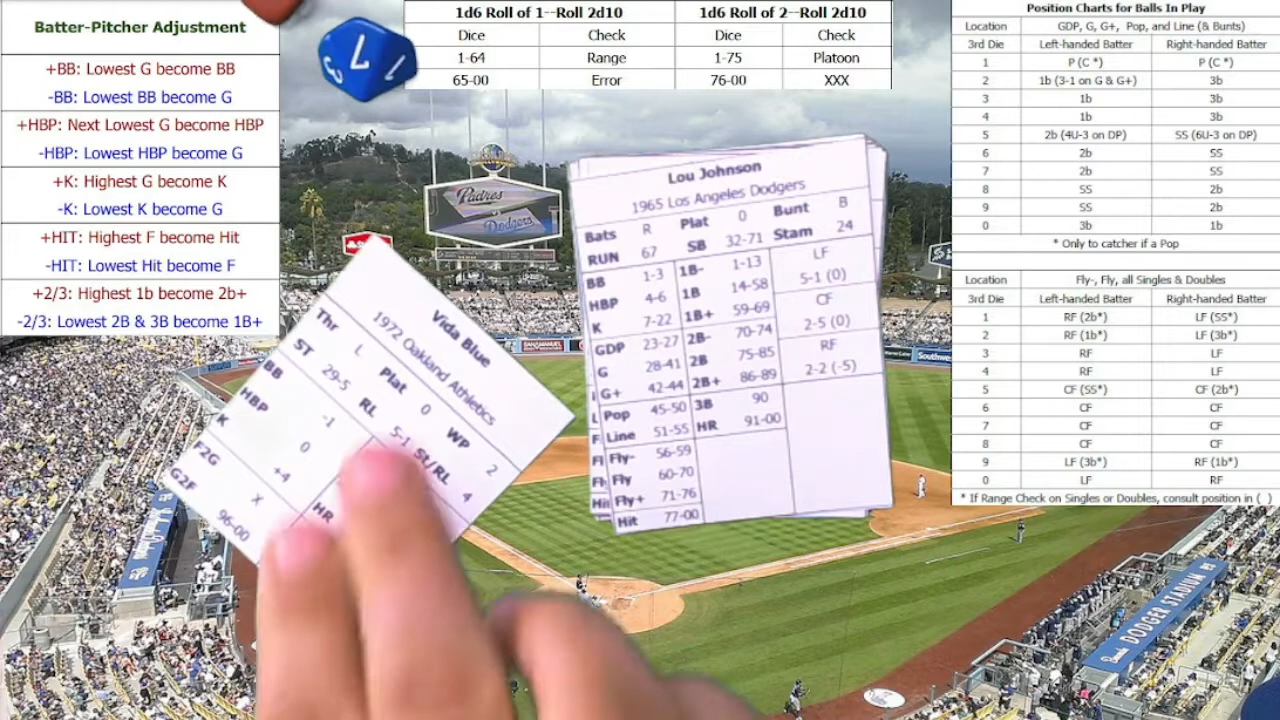 Batter-Pitcher Adjustment
+BB: Lowest G become BB
-BB: Lowest BB become G
+HBP: Next Lowest G become HBP
-HBP: Lowest HBP become G
+K: Highest G become K
-K: Lowest K become G
+HIT: Highest F become Hit
-HIT: Lowest Hit become F
+2/3: Highest 1b become 2b+
-2/3: Lowest 2B & 3B become 1B+
1d6 Roll of 1--Roll 2d10 1d6 Roll of 2--Roll 2d10
Dice Check Dice Check
1-64 Range 1-75 Platoon
65-00 Error 76-00 XXX
Position Charts for Balls In Play
Location GDP, G, G+, Pop, and Line (& Bunts)
3rd Die Left-handed Batter Right-handed Batter
1 P (C *) P (C *)
2 1b (3-1 on G & G+) 3b
3 1b 3b
4 1b 3b
5 2b (4U-3 on DP) SS (6U-3 on DP)
6 2b SS
7 2b SS
8 SS 2b
9 SS 2b
0 3b 1b
* Only to catcher if a Pop
Location Fly-, Fly, all Singles & Doubles
3rd Die Left-handed Batter Right-handed Batter
1 RF (2b*) LF (SS*)
2 RF (1b*) LF (3b*)
3 RF LF
4 RF LF
5 CF (SS*) CF (2b*)
6 CF CF
7 CF CF
8 CF CF
9 LF (3b*) RF (1b*)
0 LF RF
* If Range Check on Singles or Doubles, consult position in ( )
Padres
Dodgers
Lou Johnson
1965 Los Angeles Dodgers
Bats R Plat 0 Bunt B
RUN 67 SB 32-71 Stam 24
BB 1-3 1B- 1-13 LF
HBP 4-6 1B 14-58 5-1 (0)
K 7-22 1B+ 59-69 CF
GDP 23-27 2B- 70-74 2-5 (0)
G 28-41 2B 75-85 RF
G+ 42-44 2B+ 86-89 2-2 (-5)
Pop 45-50 3B 90
Line 51-55 HR 91-00
Fly- 56-59
Fly 60-70
Fly+ 71-76
Hit 77-00
Vida Blue
1972 Oakland Athletics
Thr L Plat 0 WP 2
ST 29-5 RL 5-1 St/RL 4
BB -1
HBP 0
K +4 HR
F2G X
G2F 96-00
DODGER STADIUM